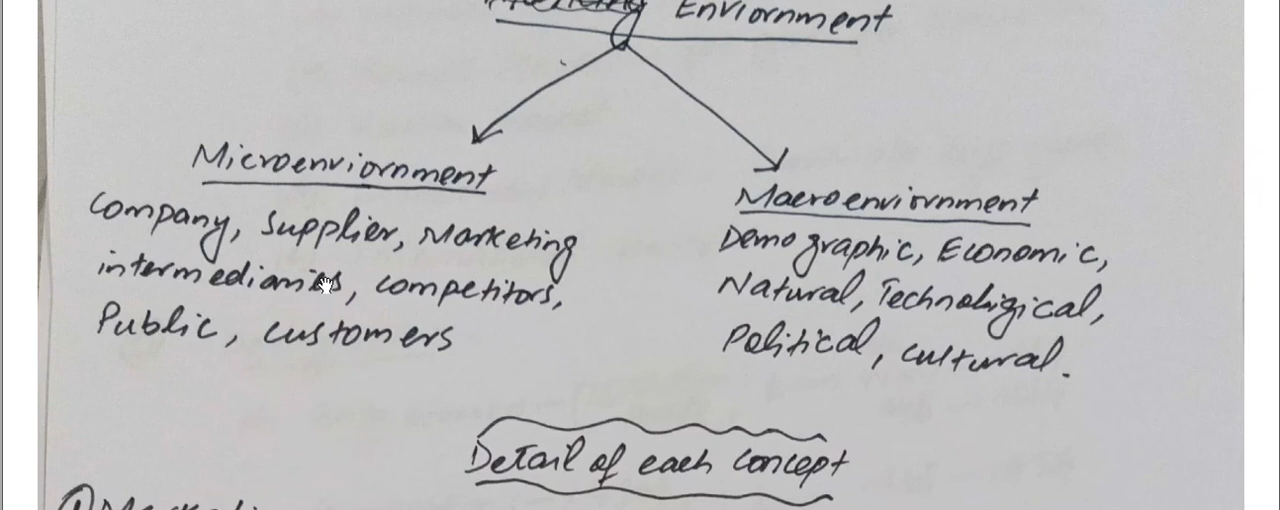 Enviornment
Microenviornment
Company, Supplier, Marketing
intermediaries, competitors,
Public, customers
Macroenviornment
Demographic, Economic,
Natural, Technoligical,
Political, cultural.
Detail of each concept